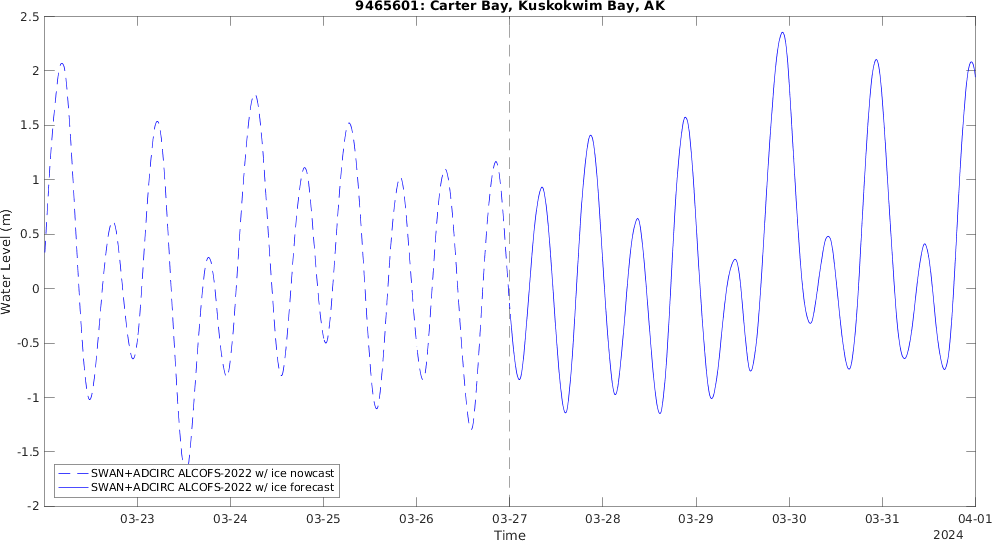 9465601: Carter Bay, Kuskokwim Bay, AK
2.5
2
1.5
1
0.5
0
-0.5
-1
-1.5
-2
Water Level (m)
SWAN+ADCIRC ALCOFS-2022 w/ ice nowcast
SWAN+ADCIRC ALCOFS-2022 w/ ice forecast
03-23 03-24 03-25 03-26 03-27 03-28 03-29 03-30 03-31 04-01
Time
2024